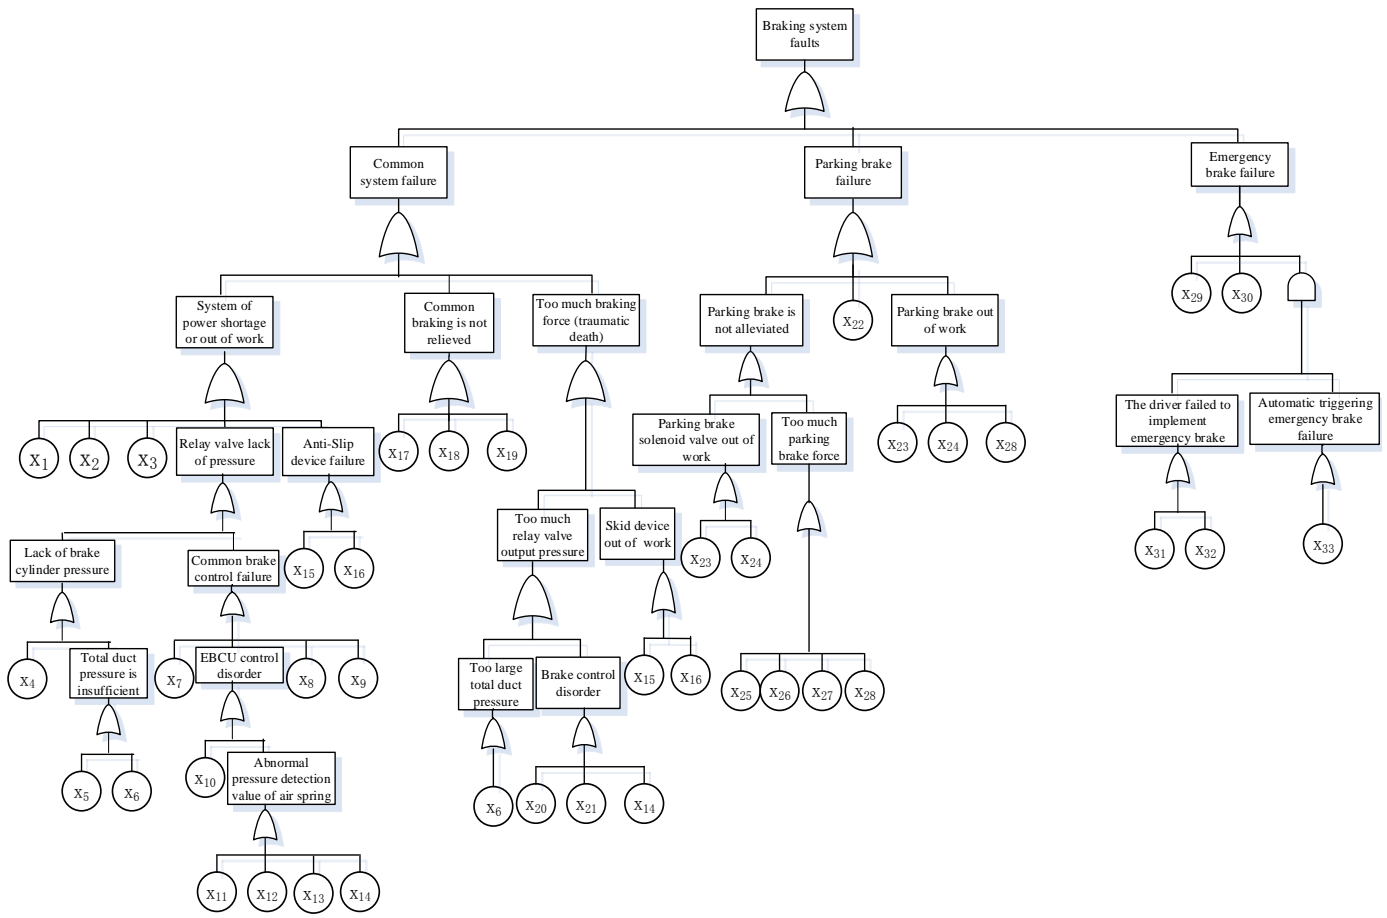 Braking system
faults
Common
system failure
Parking brake
failure
Emergency
brake failure
X29
X30
System of
power shortage
or out of work
Common
braking is not
relieved
Too much braking
force (traumatic
death)
Parking brake is
not alleviated
X22
Parking brake out
of work
X1
X2
X3
Relay valve lack
of pressure
Anti-Slip
device failure
X17
X18
X19
Parking brake
solenoid valve out of
work
Too much
parking
brake force
X23
X24
X28
The driver failed to
implement
emergency brake
Automatic triggering
emergency brake
failure
Lack of brake
cylinder pressure
Common brake
control failure
X15
X16
Too much
relay valve
output pressure
Skid device
out of work
X23
X24
X31
X32
X33
X4
Total duct
pressure is
insufficient
X7
EBCU control
disorder
X8
X9
Too large
total duct
pressure
Brake control
disorder
X15
X16
X25
X26
X27
X28
X5
X6
X10
Abnormal
pressure detection
value of air spring
X6
X20
X21
X14
X11
X12
X13
X14